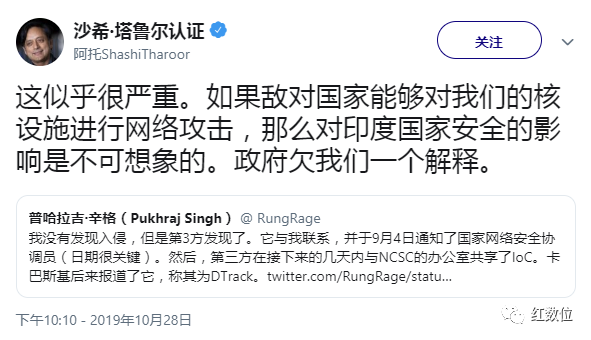 沙希·塔鲁尔认证
阿托ShashiTharoor
关注
这似乎很严重。如果敌对国家能够对我们的核
设施进行网络攻击，那么对印度国家安全的影
响是不可想象的。政府欠我们一个解释。
普哈拉吉·辛格（Pukhraj Singh）@ RungRage
我没有发现入侵，但是第3方发现了。它与我联系，并于9月4日通知了国家网络安全协
调员（日期很关键）。然后，第三方在接下来的几天内与NCSC的办公室共享了IoC。卡
巴斯基后来报道了它，称其为DTrack。twitter.com/RungRage/statu...
下午10:10 - 2019年10月28日
红数位